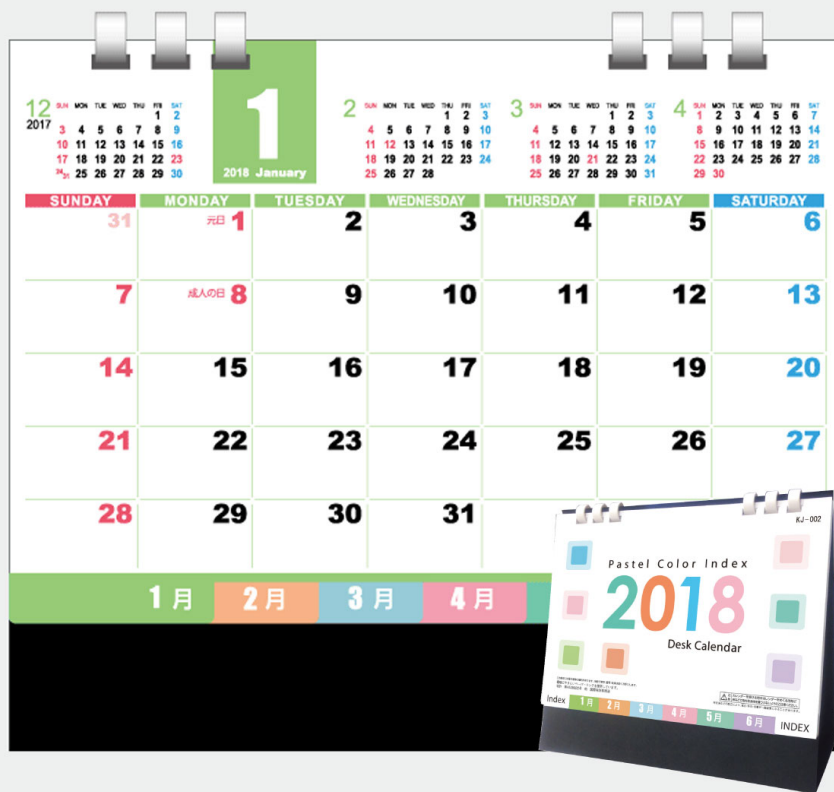 12
2017
SUN MON TUE WED THU FRI SAT
1 2
3 4 5 6 7 8 9
10 11 12 13 14 15 16
17 18 19 20 21 22 23
24/31 25 26 27 28 29 30
1
2018 January
2
SUN MON TUE WED THU FRI SAT
1 2 3
4 5 6 7 8 9 10
11 12 13 14 15 16 17
18 19 20 21 22 23 24
25 26 27 28
3
SUN MON TUE WED THU FRI SAT
1 2 3
4 5 6 7 8 9 10
11 12 13 14 15 16 17
18 19 20 21 22 23 24
25 26 27 28 29 30 31
4
SUN MON TUE WED THU FRI SAT
1 2 3 4 5 6 7
8 9 10 11 12 13 14
15 16 17 18 19 20 21
22 23 24 25 26 27 28
29 30
SUNDAY MONDAY TUESDAY WEDNESDAY THURSDAY FRIDAY SATURDAY
31 元日 1 2 3 4 5 6
7 成人の日 8 9 10 11 12 13
14 15 16 17 18 19 20
21 22 23 24 25 26 27
28 29 30 31
1月 2月 3月 4月
KJ-002
Pastel Color Index
2018
Desk Calendar
Index 1月 2月 3月 4月 5月 6月 INDEX